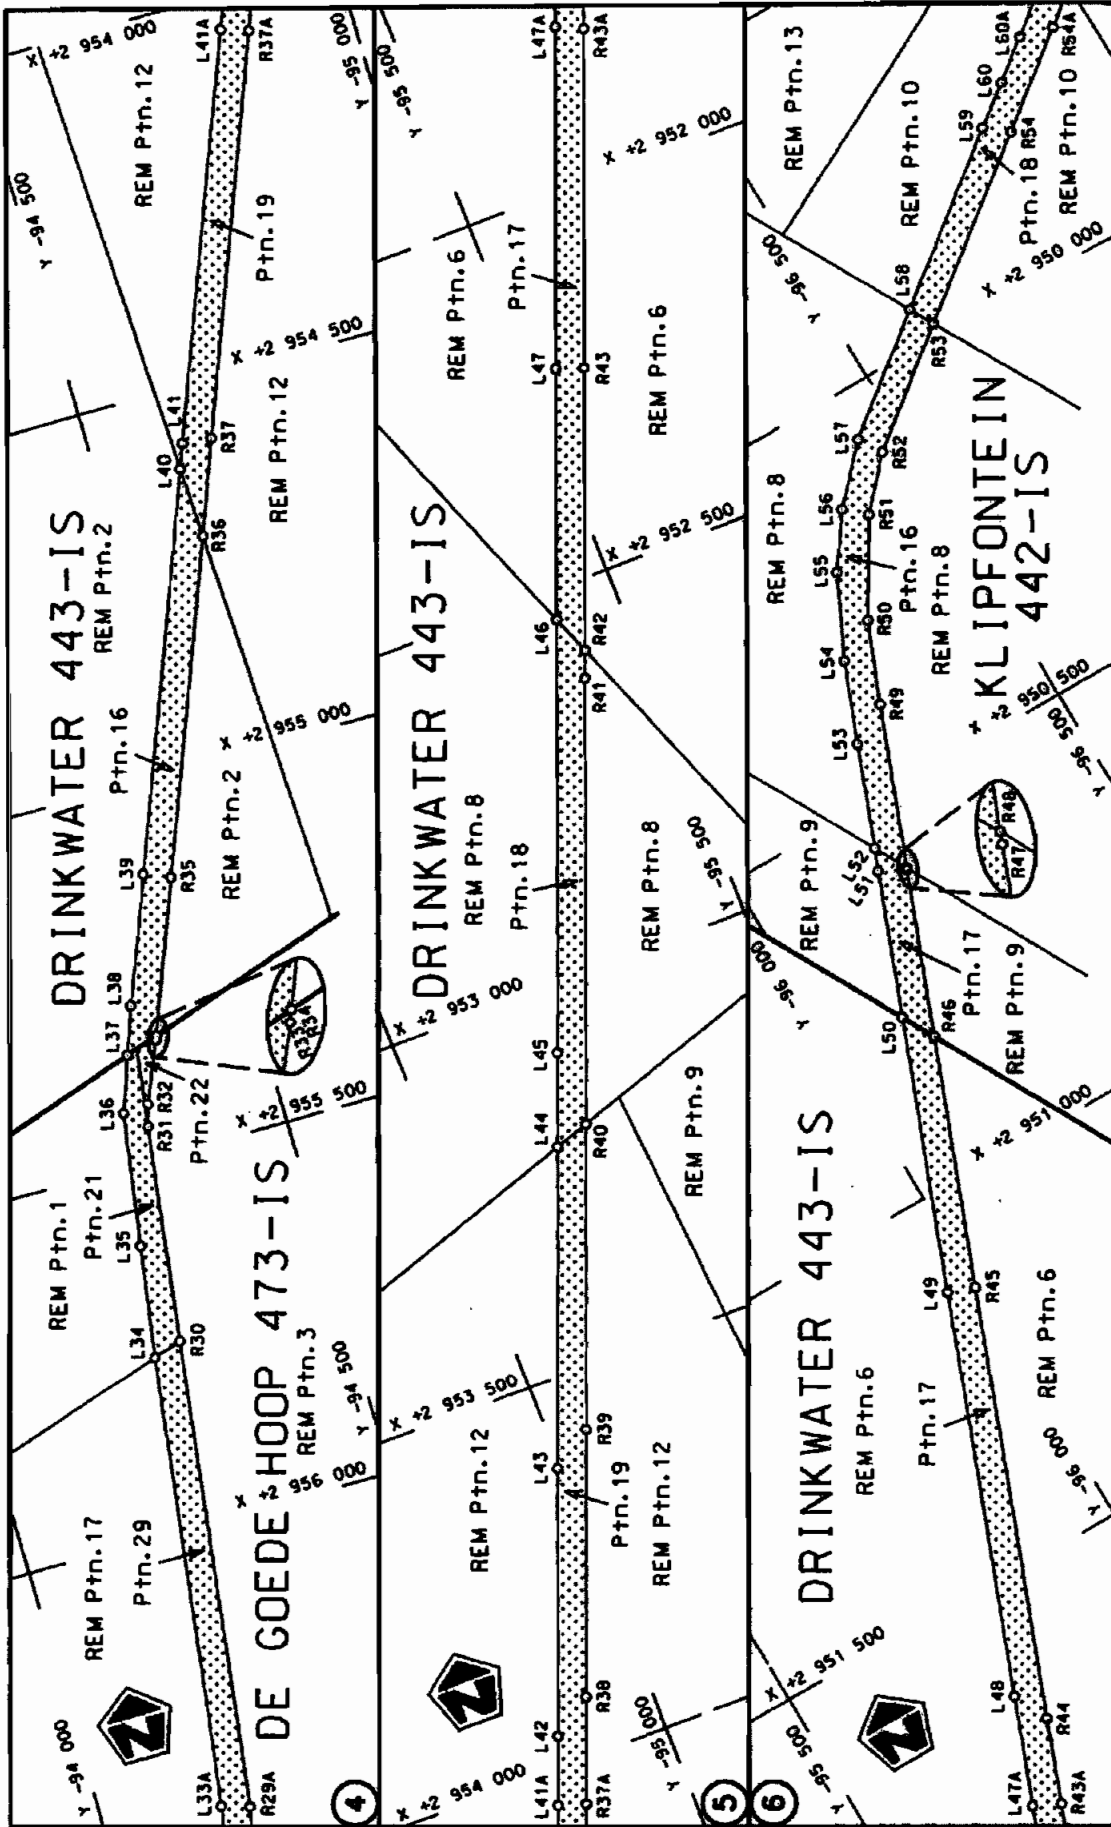 DRINKWATER 443-IS
REM Ptn.2
DE GOEDE HOOP 473-IS
REM Ptn.3
REM Ptn.17
Ptn.29
REM Ptn.1
Ptn.21
Ptn.22
Ptn.16
REM Ptn.2
REM Ptn.12
Ptn.19
REM Ptn.12
Y -94 000
Y -94 500
Y -94 500
X +2 956 000
X +2 955 500
X +2 955 000
X +2 954 500
X +2 954 000
L33A
L34
L35
L36
L37
L38
L39
L40
L41
L41A
R29A
R30
R31
R32
R33
R34
R35
R36
R37
R37A
4
DRINKWATER 443-IS
REM Ptn.12
Ptn.19
REM Ptn.12
REM Ptn.9
REM Ptn.8
Ptn.18
REM Ptn.8
REM Ptn.6
Ptn.17
REM Ptn.6
X +2 954 000
X +2 953 500
X +2 953 000
X +2 952 500
X +2 952 000
Y -95 000
Y -95 500
Y -95 000
Y -95 500
L41A
L42
L43
L44
L45
L46
L47
L47A
R37A
R38
R39
R40
R41
R42
R43
R43A
5
DRINKWATER 443-IS
REM Ptn.6
Ptn.17
REM Ptn.6
REM Ptn.9
Ptn.17
REM Ptn.9
KLIPFONTEIN
442-IS
REM Ptn.8
Ptn.16
REM Ptn.8
REM Ptn.13
REM Ptn.10
Ptn.18
REM Ptn.10
X +2 951 500
X +2 951 000
X +2 950 500
X +2 950 000
Y -95 500
Y -96 000
Y -96 000
Y -96 500
Y -96 500
L47A
L48
L49
L50
L51
L52
L53
L54
L55
L56
L57
L58
L59
L60
L60A
R43A
R44
R45
R46
R47
R48
R49
R50
R51
R52
R53
R54
R54A
6